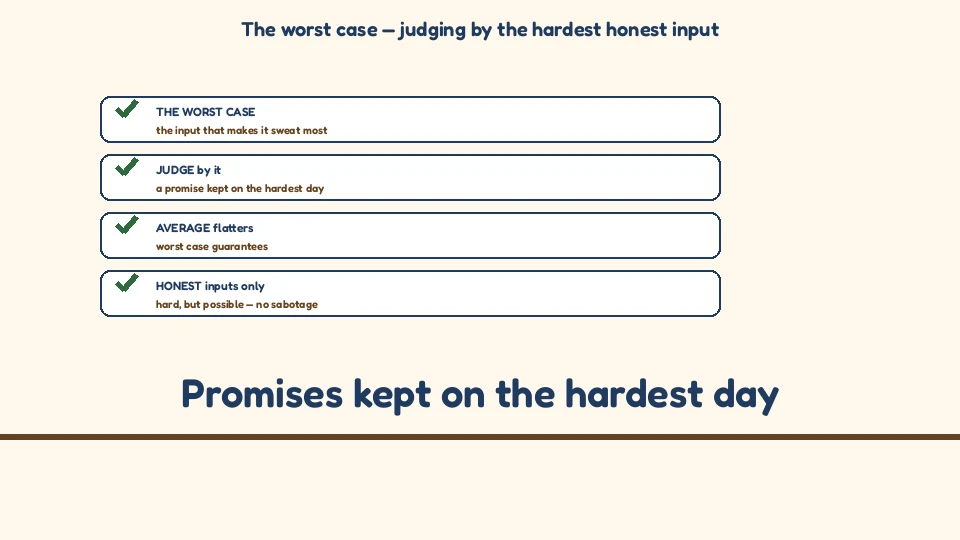 The worst case — judging by the hardest honest input
THE WORST CASE
the input that makes it sweat most
JUDGE by it
a promise kept on the hardest day
AVERAGE flatters
worst case guarantees
HONEST inputs only
hard, but possible — no sabotage
Promises kept on the hardest day